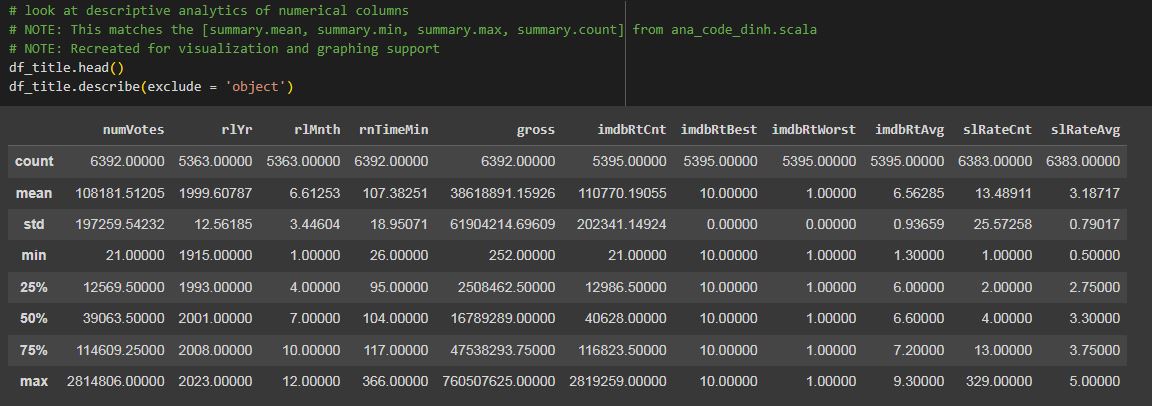 # look at descriptive analytics of numerical columns
# NOTE: This matches the [summary.mean, summary.min, summary.max, summary.count] from ana_code_dinh.scala
# NOTE: Recreated for visualization and graphing support
df_title.head()
df_title.describe(exclude = 'object')
numVotes rlYr rlMnth rnTimeMin gross imdbRtCnt imdbRtBest imdbRtWorst imdbRtAvg slRateCnt slRateAvg
count 6392.00000 5363.00000 5363.00000 6392.00000 6392.00000 5395.00000 5395.00000 5395.00000 5395.00000 6383.00000 6383.00000
mean 108181.51205 1999.60787 6.61253 107.38251 38618891.15926 110770.19055 10.00000 1.00000 6.56285 13.48911 3.18717
std 197259.54232 12.56185 3.44604 18.95071 61904214.69609 202341.14924 0.00000 0.00000 0.93659 25.57258 0.79017
min 21.00000 1915.00000 1.00000 26.00000 252.00000 21.00000 10.00000 1.00000 1.30000 1.00000 0.50000
25% 12569.50000 1993.00000 4.00000 95.00000 2508462.50000 12986.50000 10.00000 1.00000 6.00000 2.00000 2.75000
50% 39063.50000 2001.00000 7.00000 104.00000 16789289.00000 40628.00000 10.00000 1.00000 6.60000 4.00000 3.30000
75% 114609.25000 2008.00000 10.00000 117.00000 47538293.75000 116823.50000 10.00000 1.00000 7.20000 13.00000 3.75000
max 2814806.00000 2023.00000 12.00000 366.00000 760507625.00000 2819259.00000 10.00000 1.00000 9.30000 329.00000 5.00000